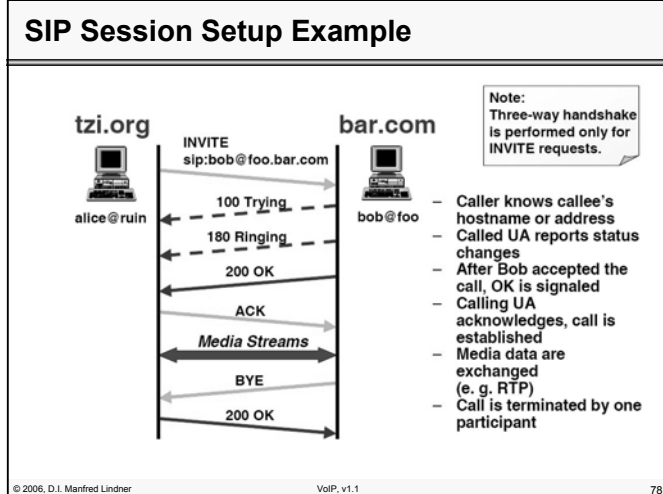 SIP Session Setup Example
Note:
Three-way handshake
is performed only for
INVITE requests.
tzi.org
bar.com
INVITE
sip:bob@foo.bar.com
alice@ruin
bob@foo
100 Trying
180 Ringing
200 OK
ACK
Media Streams
BYE
200 OK
– Caller knows callee's
hostname or address
– Called UA reports status
changes
– After Bob accepted the
call, OK is signaled
– Calling UA
acknowledges, call is
established
– Media data are
exchanged
(e. g. RTP)
– Call is terminated by one
participant
© 2006, D.I. Manfred Lindner
VoIP, v1.1
78